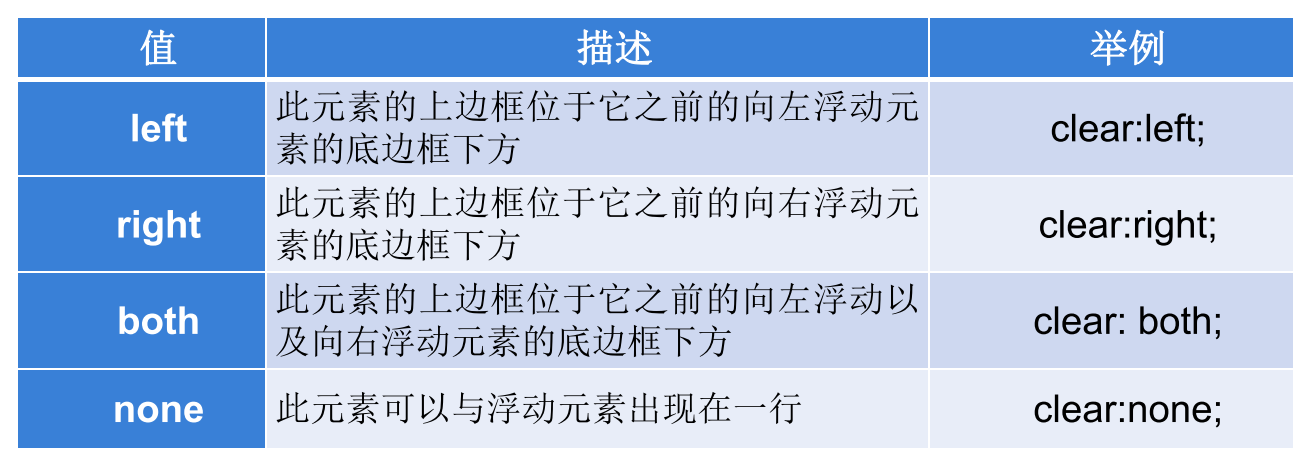 值 描述 举例
left 此元素的上边框位于它之前的向左浮动元 clear:left;
素的底边框下方
right 此元素的上边框位于它之前的向右浮动元 clear:right;
素的底边框下方
both 此元素的上边框位于它之前的向左浮动以 clear: both;
及向右浮动元素的底边框下方
none 此元素可以与浮动元素出现在一行 clear:none;